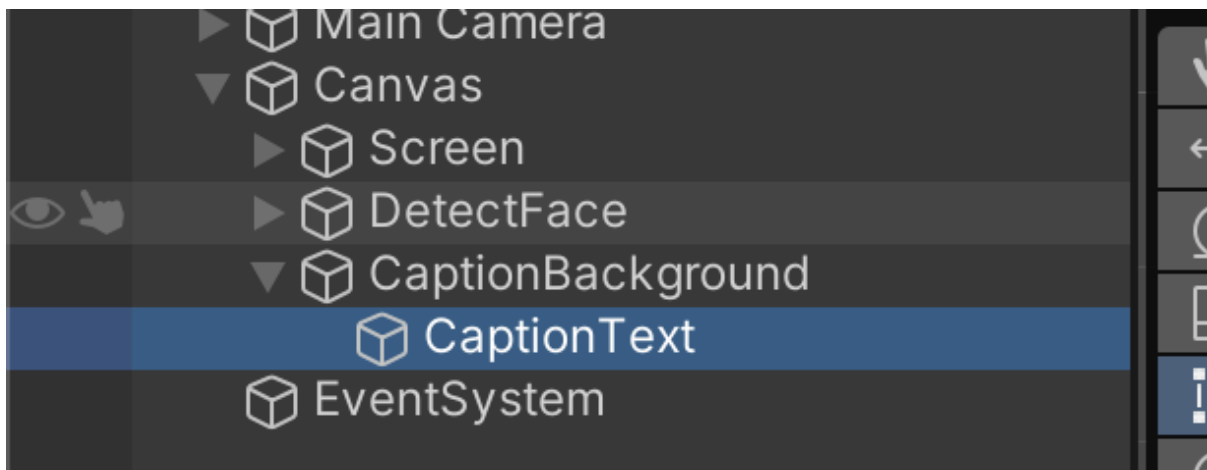 Main Camera
Canvas
Screen
DetectFace
CaptionBackground
CaptionText
EventSystem